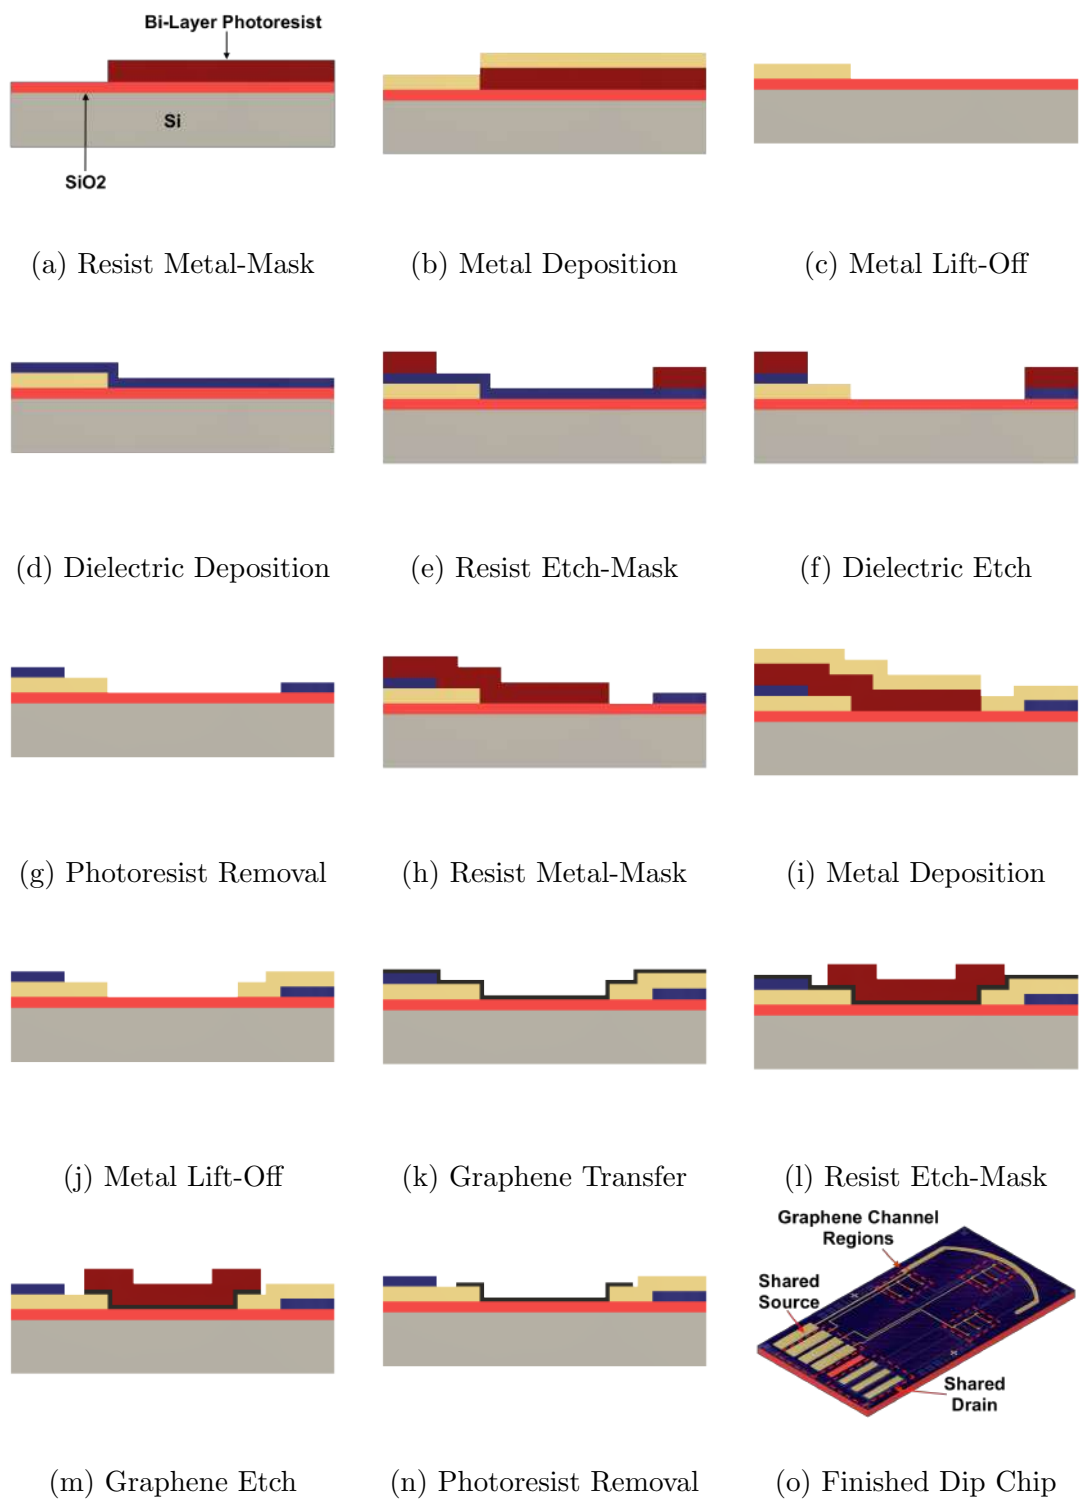 Bi-Layer Photoresist
Si
SiO2
(a) Resist Metal-Mask
(b) Metal Deposition
(c) Metal Lift-Off
(d) Dielectric Deposition
(e) Resist Etch-Mask
(f) Dielectric Etch
(g) Photoresist Removal
(h) Resist Metal-Mask
(i) Metal Deposition
(j) Metal Lift-Off
(k) Graphene Transfer
(l) Resist Etch-Mask
Graphene Channel
Regions
Shared
Source
Shared
Drain
(m) Graphene Etch
(n) Photoresist Removal
(o) Finished Dip Chip